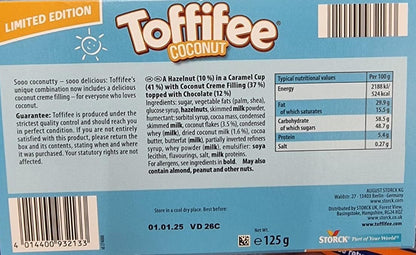 LIMITED EDITION
Toffifee
COCONUT
Sooo coconutty — sooo delicious: Toffifee's
unique combination now includes a delicious
coconut creme filling – for everyone who loves
coconut.
Guarantee: Toffifee is produced under the
strictest quality control and should reach you
in perfect condition. If you are not entirely
satisfied with this product, return the
box and its contents, stating when and where
it was purchased. Your statutory rights are not
affected.
A Hazelnut (10 %) in a Caramel Cup
(41 %) with Coconut Creme Filling (37 %)
topped with Chocolate (12 %)
Ingredients: sugar, vegetable fats (palm, shea),
glucose syrup, hazelnuts, skimmed milk powder,
humectant: sorbitol syrup, cocoa mass, condensed
skimmed milk, coconut flakes (3.5 %), condensed
whey (milk), dried coconut milk (1.6 %), cocoa
butter, butterfat (milk), partially inverted refiners
syrup, whey powder (milk), emulsifier: soya
lecithin, flavourings, salt, milk proteins.
For allergens, see ingredients in bold. May also
contain almond, peanut and other nuts.
Typical nutritional values Per 100 g
Energy 2188 kJ/
524 kcal
Fat 29.9 g
of which saturates 15.5 g
Carbohydrate 58.5 g
of which sugars 48.7 g
Protein 5.4 g
Salt 0.27 g
AUGUST STORCK KG
Waldstr. 27 · 13403 Berlin · Germany
www.storck.com
Distributed by STORCK UK, Forest View,
Basingstoke, Hampshire, RG24 8GZ
www.storck.co.uk
www.toffifee.com
4 014400 932133
Store in a cool dry place. Best before:
01.01.25 VD 26C
Net Wt.
e 125 g
STORCK Part of Your World